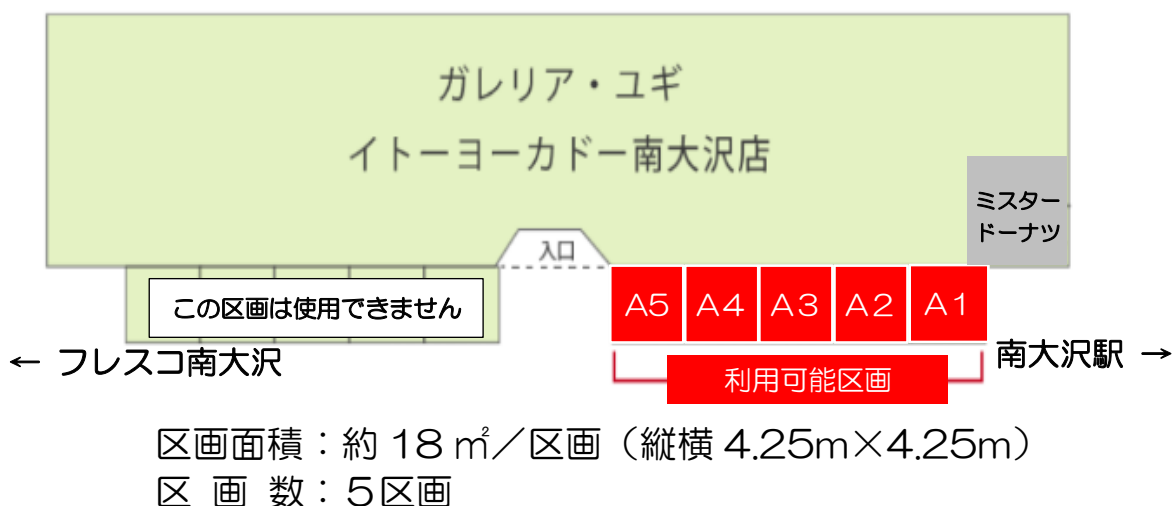 ガレリア・ユギ
イトーヨーカドー南大沢店
ミスター
ドーナツ
入口
この区画は使用できません
A5 A4 A3 A2 A1
← フレスコ南大沢
南大沢駅 →
利用可能区画
区画面積：約 18 ㎡／区画（縦横 4.25m×4.25m）
区 画 数：５区画